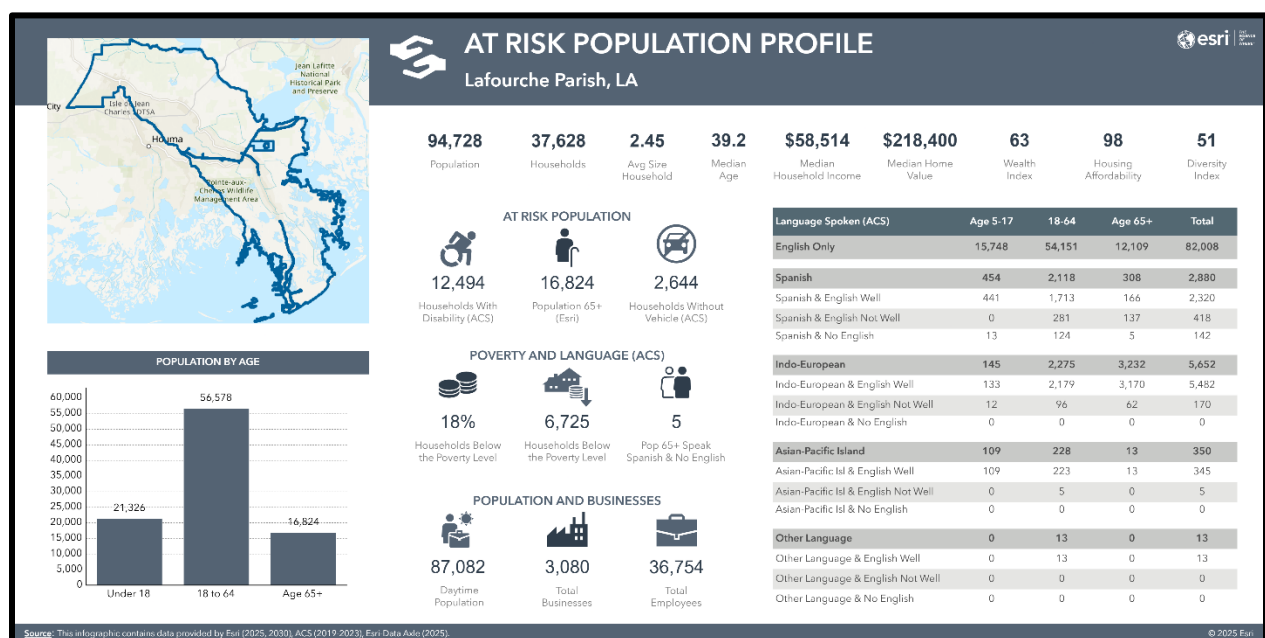 AT RISK POPULATION PROFILE
Lafourche Parish, LA
esri
THE SCIENCE OF WHERE
Jean Lafitte
National
Historical Park
and Preserve
City
Isle de Jean
Charles SDTSA
Houma
Pointe-aux-
Chenes Wildlife
Management Area
94,728
Population
37,628
Households
2.45
Avg Size
Household
39.2
Median
Age
$58,514
Median
Household Income
$218,400
Median Home
Value
63
Wealth
Index
98
Housing
Affordability
51
Diversity
Index
AT RISK POPULATION
12,494
Households With
Disability (ACS)
16,824
Population 65+
(Esri)
2,644
Households Without
Vehicle (ACS)
POVERTY AND LANGUAGE (ACS)
18%
Households Below
the Poverty Level
6,725
Households Below
the Poverty Level
5
Pop 65+ Speak
Spanish & No English
POPULATION AND BUSINESSES
87,082
Daytime
Population
3,080
Total
Businesses
36,754
Total
Employees
POPULATION BY AGE
60,000
55,000
50,000
45,000
40,000
35,000
30,000
25,000
20,000
15,000
10,000
5,000
0
21,326
56,578
16,824
Under 18
18 to 64
Age 65+
Language Spoken (ACS) Age 5-17 18-64 Age 65+ Total
English Only 15,748 54,151 12,109 82,008
Spanish 454 2,118 308 2,880
Spanish & English Well 441 1,713 166 2,320
Spanish & English Not Well 0 281 137 418
Spanish & No English 13 124 5 142
Indo-European 145 2,275 3,232 5,652
Indo-European & English Well 133 2,179 3,170 5,482
Indo-European & English Not Well 12 96 62 170
Indo-European & No English 0 0 0 0
Asian-Pacific Island 109 228 13 350
Asian-Pacific Isl & English Well 109 223 13 345
Asian-Pacific Isl & English Not Well 0 5 0 5
Asian-Pacific Isl & No English 0 0 0 0
Other Language 0 13 0 13
Other Language & English Well 0 13 0 13
Other Language & English Not Well 0 0 0 0
Other Language & No English 0 0 0 0
Source: This infographic contains data provided by Esri (2025, 2030), ACS (2019-2023), Esri-Data Axle (2025).
© 2025 Esri